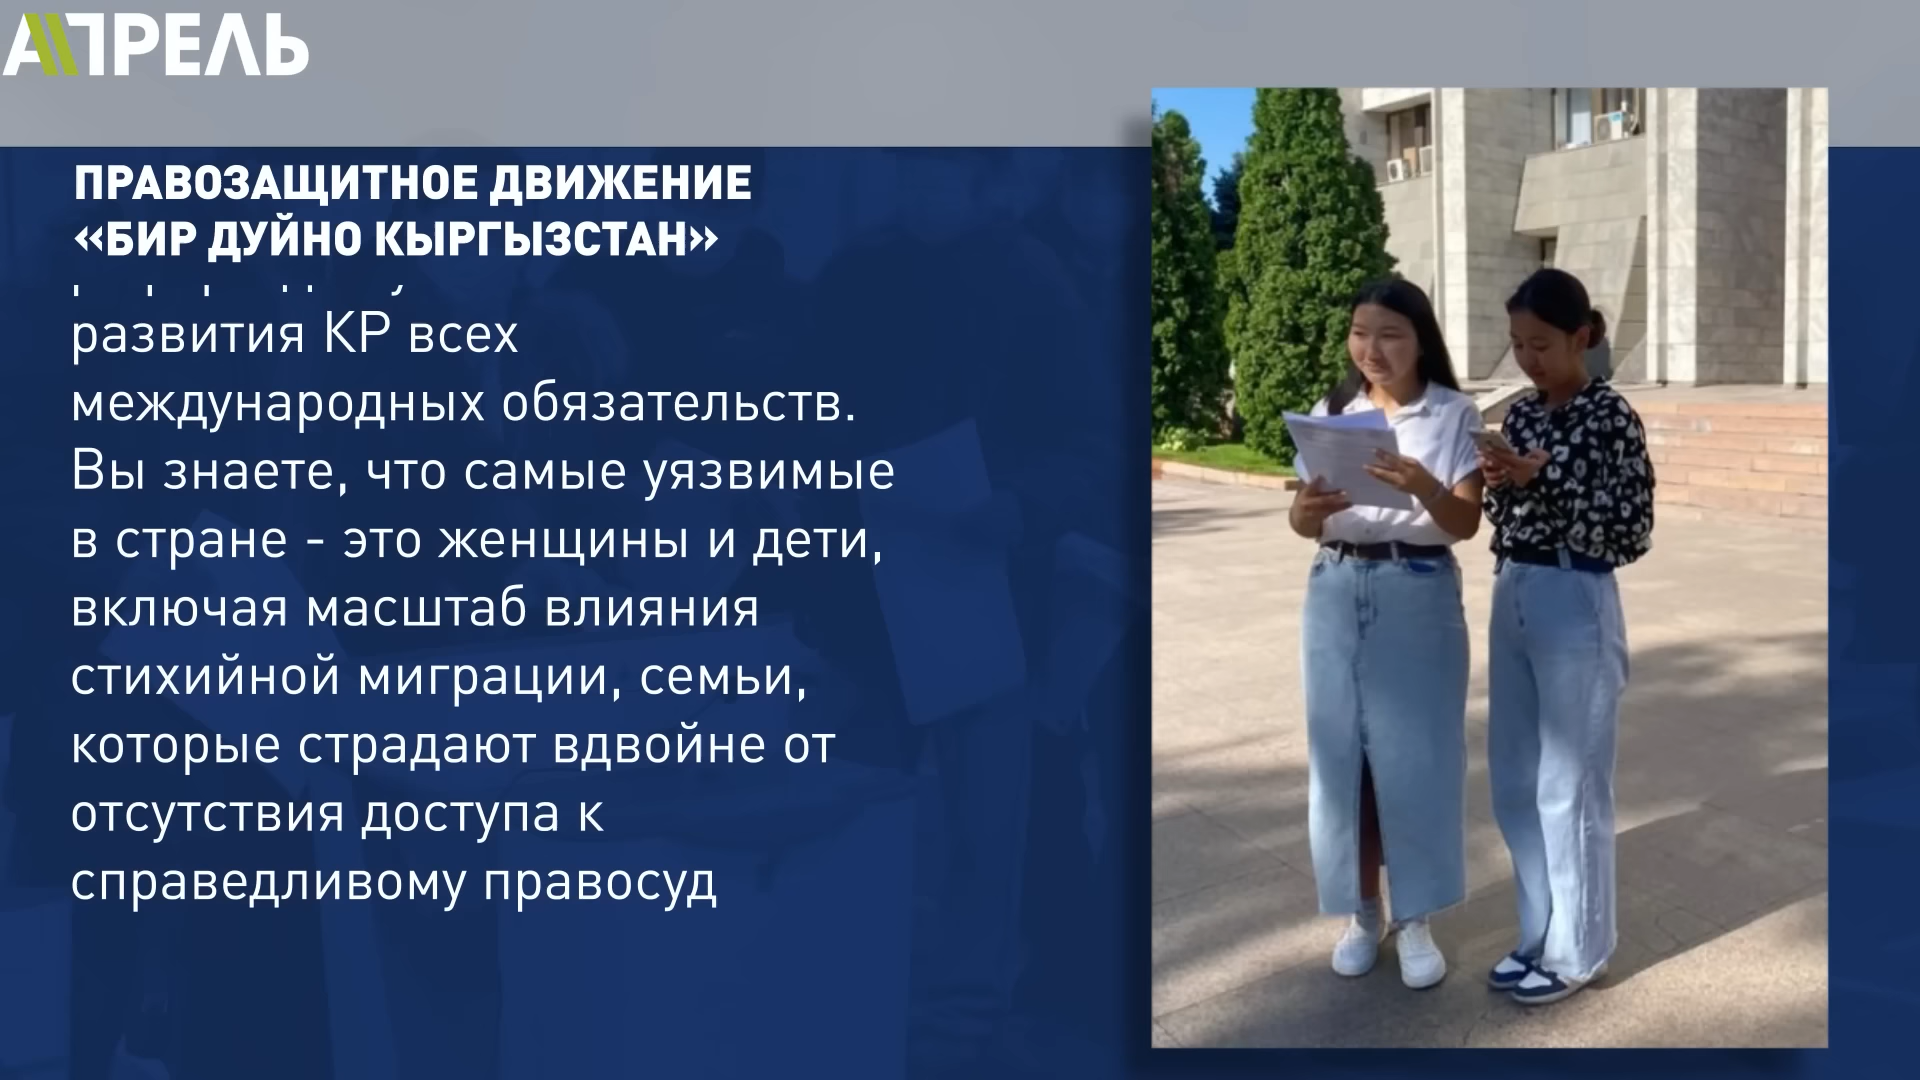 АПРЕЛЬ
ПРАВОЗАЩИТНОЕ ДВИЖЕНИЕ
«БИР ДУЙНО КЫРГЫЗСТАН»
развития КР всех
международных обязательств.
Вы знаете, что самые уязвимые
в стране - это женщины и дети,
включая масштаб влияния
стихийной миграции, семьи,
которые страдают вдвойне от
отсутствия доступа к
справедливому правосуд